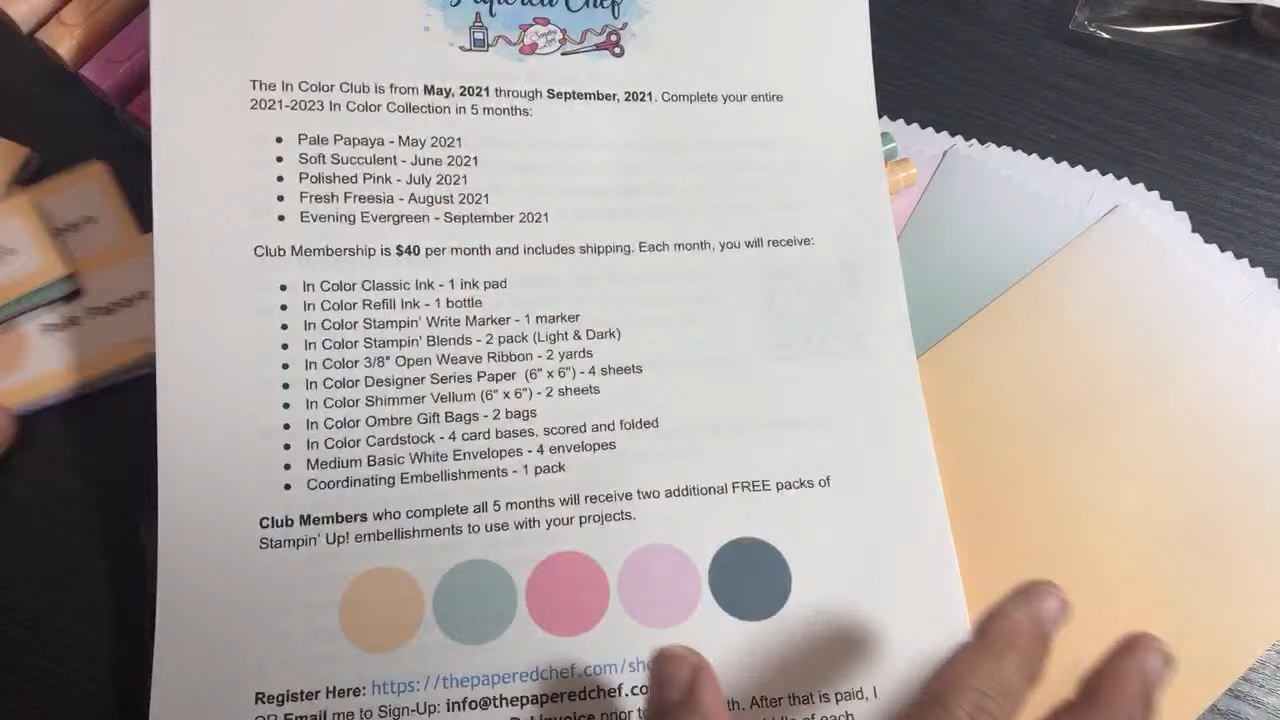 Papered Chef
The In Color Club is from May, 2021 through September, 2021. Complete your entire
2021-2023 In Color Collection in 5 months:
● Pale Papaya - May 2021
● Soft Succulent - June 2021
● Polished Pink - July 2021
● Fresh Freesia - August 2021
● Evening Evergreen - September 2021
Club Membership is $40 per month and includes shipping. Each month, you will receive:
● In Color Classic Ink - 1 ink pad
● In Color Refill Ink - 1 bottle
● In Color Stampin' Write Marker - 1 marker
● In Color Stampin' Blends - 2 pack (Light & Dark)
● In Color 3/8" Open Weave Ribbon - 2 yards
● In Color Designer Series Paper (6" x 6") - 4 sheets
● In Color Shimmer Vellum (6" x 6") - 2 sheets
● In Color Ombre Gift Bags - 2 bags
● In Color Cardstock - 4 card bases, scored and folded
● Medium Basic White Envelopes - 4 envelopes
● Coordinating Embellishments - 1 pack
Club Members who complete all 5 months will receive two additional FREE packs of
Stampin' Up! embellishments to use with your projects.
Register Here: https://thepaperedchef.com/sho
OR Email me to Sign-Up: info@thepaperedchef.co th. After that is paid, I
invoice prior to of each